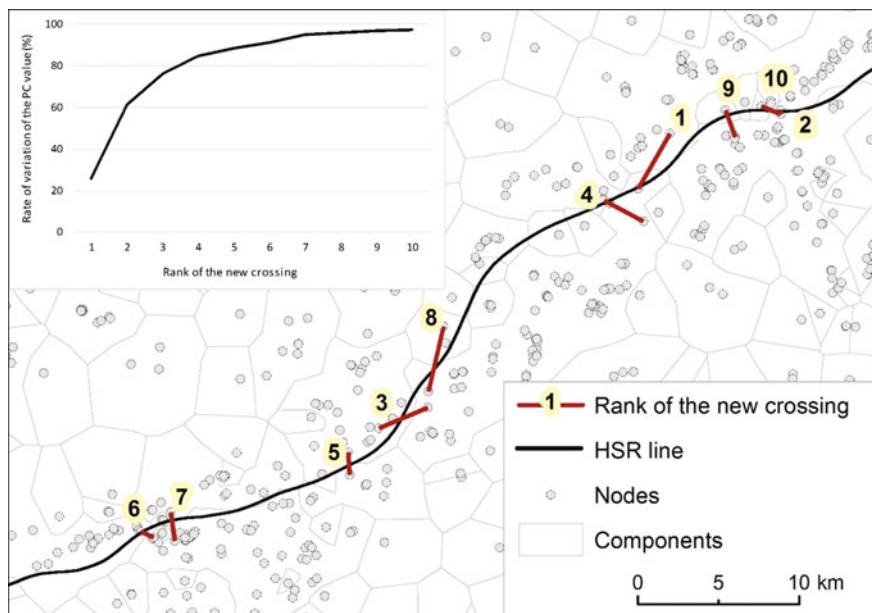 Rate of variation of the PC value (%)
100
80
60
40
20
0
1 2 3 4 5 6 7 8 9 10
Rank of the new crossing
9
10
1
2
4
8
3
5
7
6
1 Rank of the new crossing
HSR line
Nodes
Components
0 5 10 km